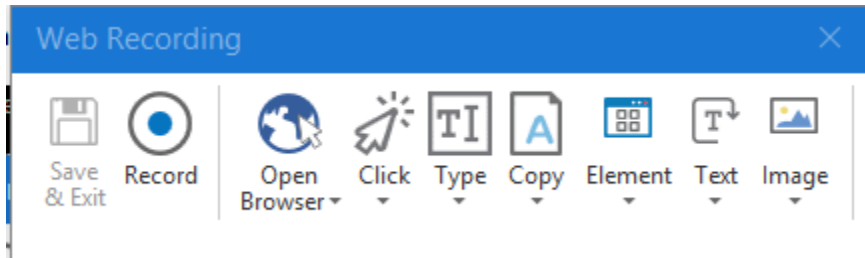 Web Recording
Save
& Exit
Record
Open
Browser
Click
Type
Copy
Element
Text
Image